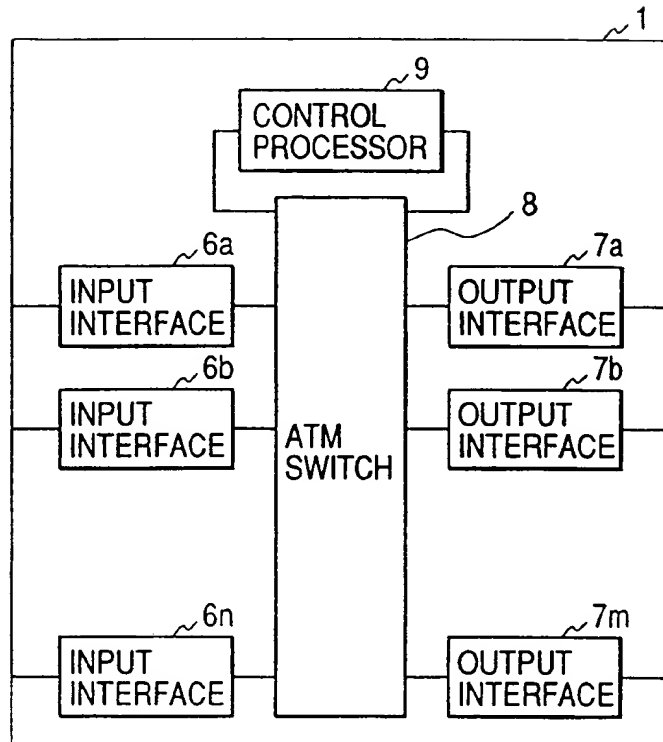 1
9
CONTROL
PROCESSOR
8
6a
INPUT
INTERFACE
7a
OUTPUT
INTERFACE
6b
INPUT
INTERFACE
7b
OUTPUT
INTERFACE
ATM
SWITCH
6n
INPUT
INTERFACE
7m
OUTPUT
INTERFACE